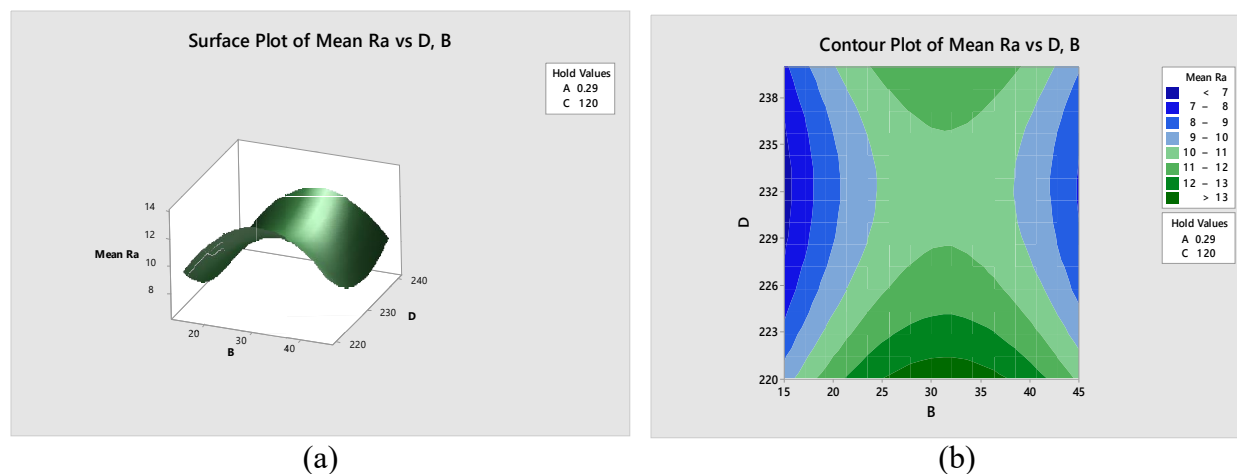 Surface Plot of Mean Ra vs D, B
Hold Values
A 0.29
C 120
14
12
Mean Ra
10
8
20
30
B
40
220
230
D
240
(a)
Contour Plot of Mean Ra vs D, B
238
235
232
D
229
226
223
220
15 20 25 30 35 40 45
B
Mean Ra
< 7
7 – 8
8 – 9
9 – 10
10 – 11
11 – 12
12 – 13
> 13
Hold Values
A 0.29
C 120
(b)